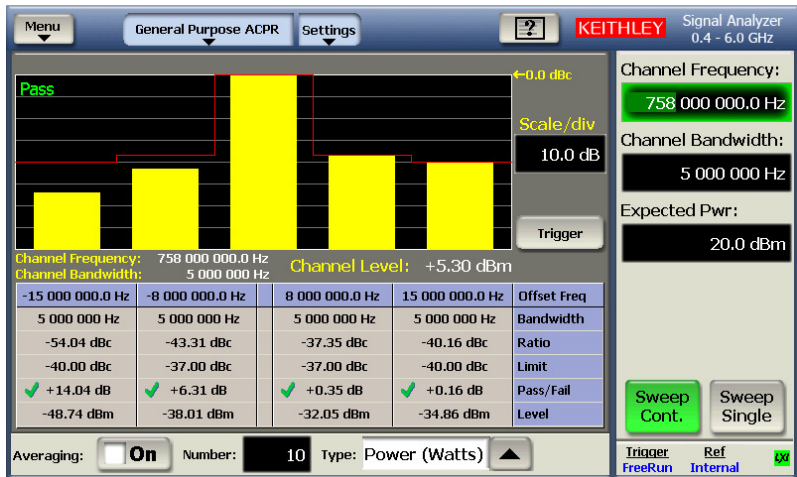 Menu
General Purpose ACPR
Settings
?
KEITHLEY
Signal Analyzer
0.4 - 6.0 GHz
Pass
←0.0 dBc
Scale/div
10.0 dB
Trigger
Channel Frequency: 758 000 000.0 Hz
Channel Bandwidth: 5 000 000 Hz
Channel Level: +5.30 dBm
-15 000 000.0 Hz -8 000 000.0 Hz 8 000 000.0 Hz 15 000 000.0 Hz Offset Freq
5 000 000 Hz 5 000 000 Hz 5 000 000 Hz 5 000 000 Hz Bandwidth
-54.04 dBc -43.31 dBc -37.35 dBc -40.16 dBc Ratio
-40.00 dBc -37.00 dBc -37.00 dBc -40.00 dBc Limit
+14.04 dB +6.31 dB +0.35 dB +0.16 dB Pass/Fail
-48.74 dBm -38.01 dBm -32.05 dBm -34.86 dBm Level
Averaging: On Number: 10 Type: Power (Watts)
Channel Frequency:
758 000 000.0 Hz
Channel Bandwidth:
5 000 000 Hz
Expected Pwr:
20.0 dBm
Sweep Cont.
Sweep Single
Trigger Ref
FreeRun Internal
LXI